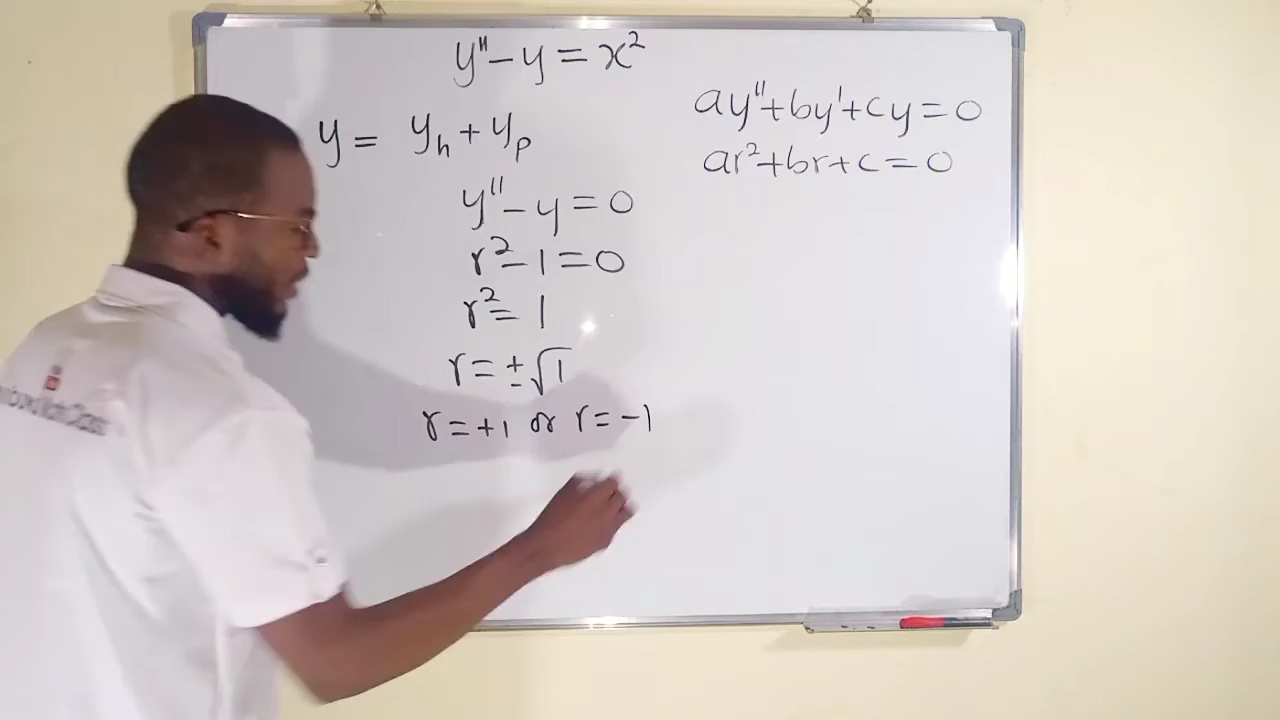 y" - y = x²
y = y_h + y_p
y'' - y = 0
r² - 1 = 0
r² = 1
r = ± √1
r = +1 or r = -1
ay" + by' + cy = 0
ar² + br + c = 0